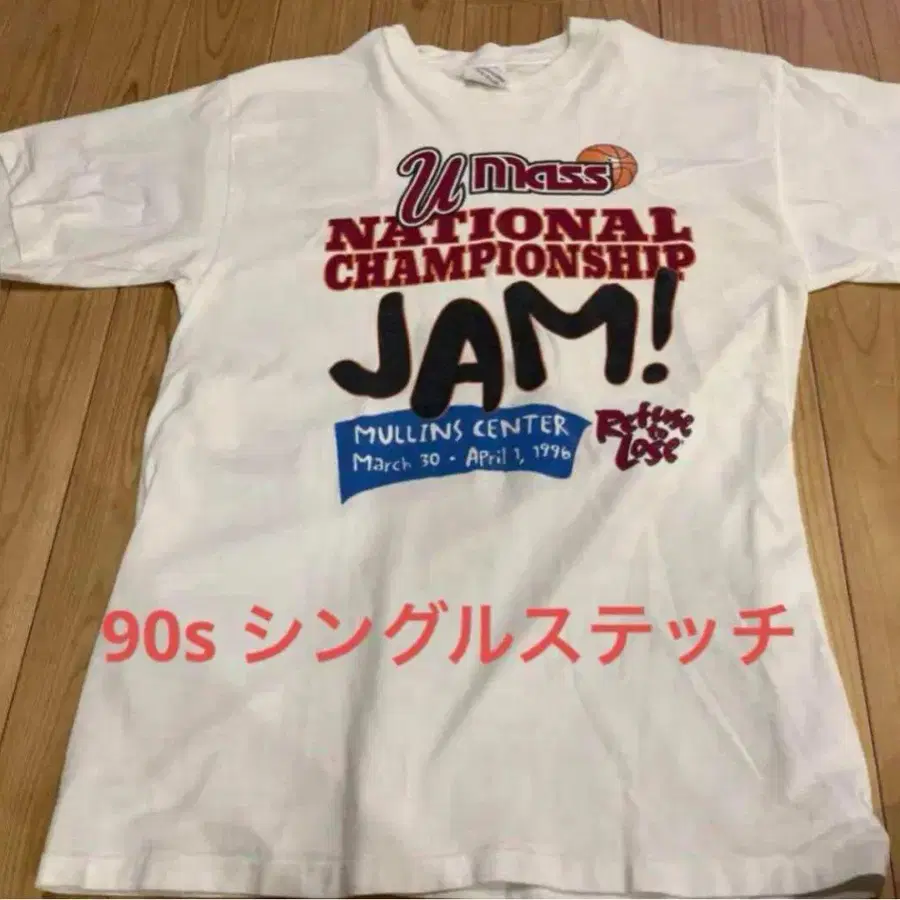 UMass
NATIONAL
CHAMPIONSHIP
JAM!
MULLINS CENTER
March 30 - April 1, 1996
Refuse
to
Lose
90s シングルステッチ